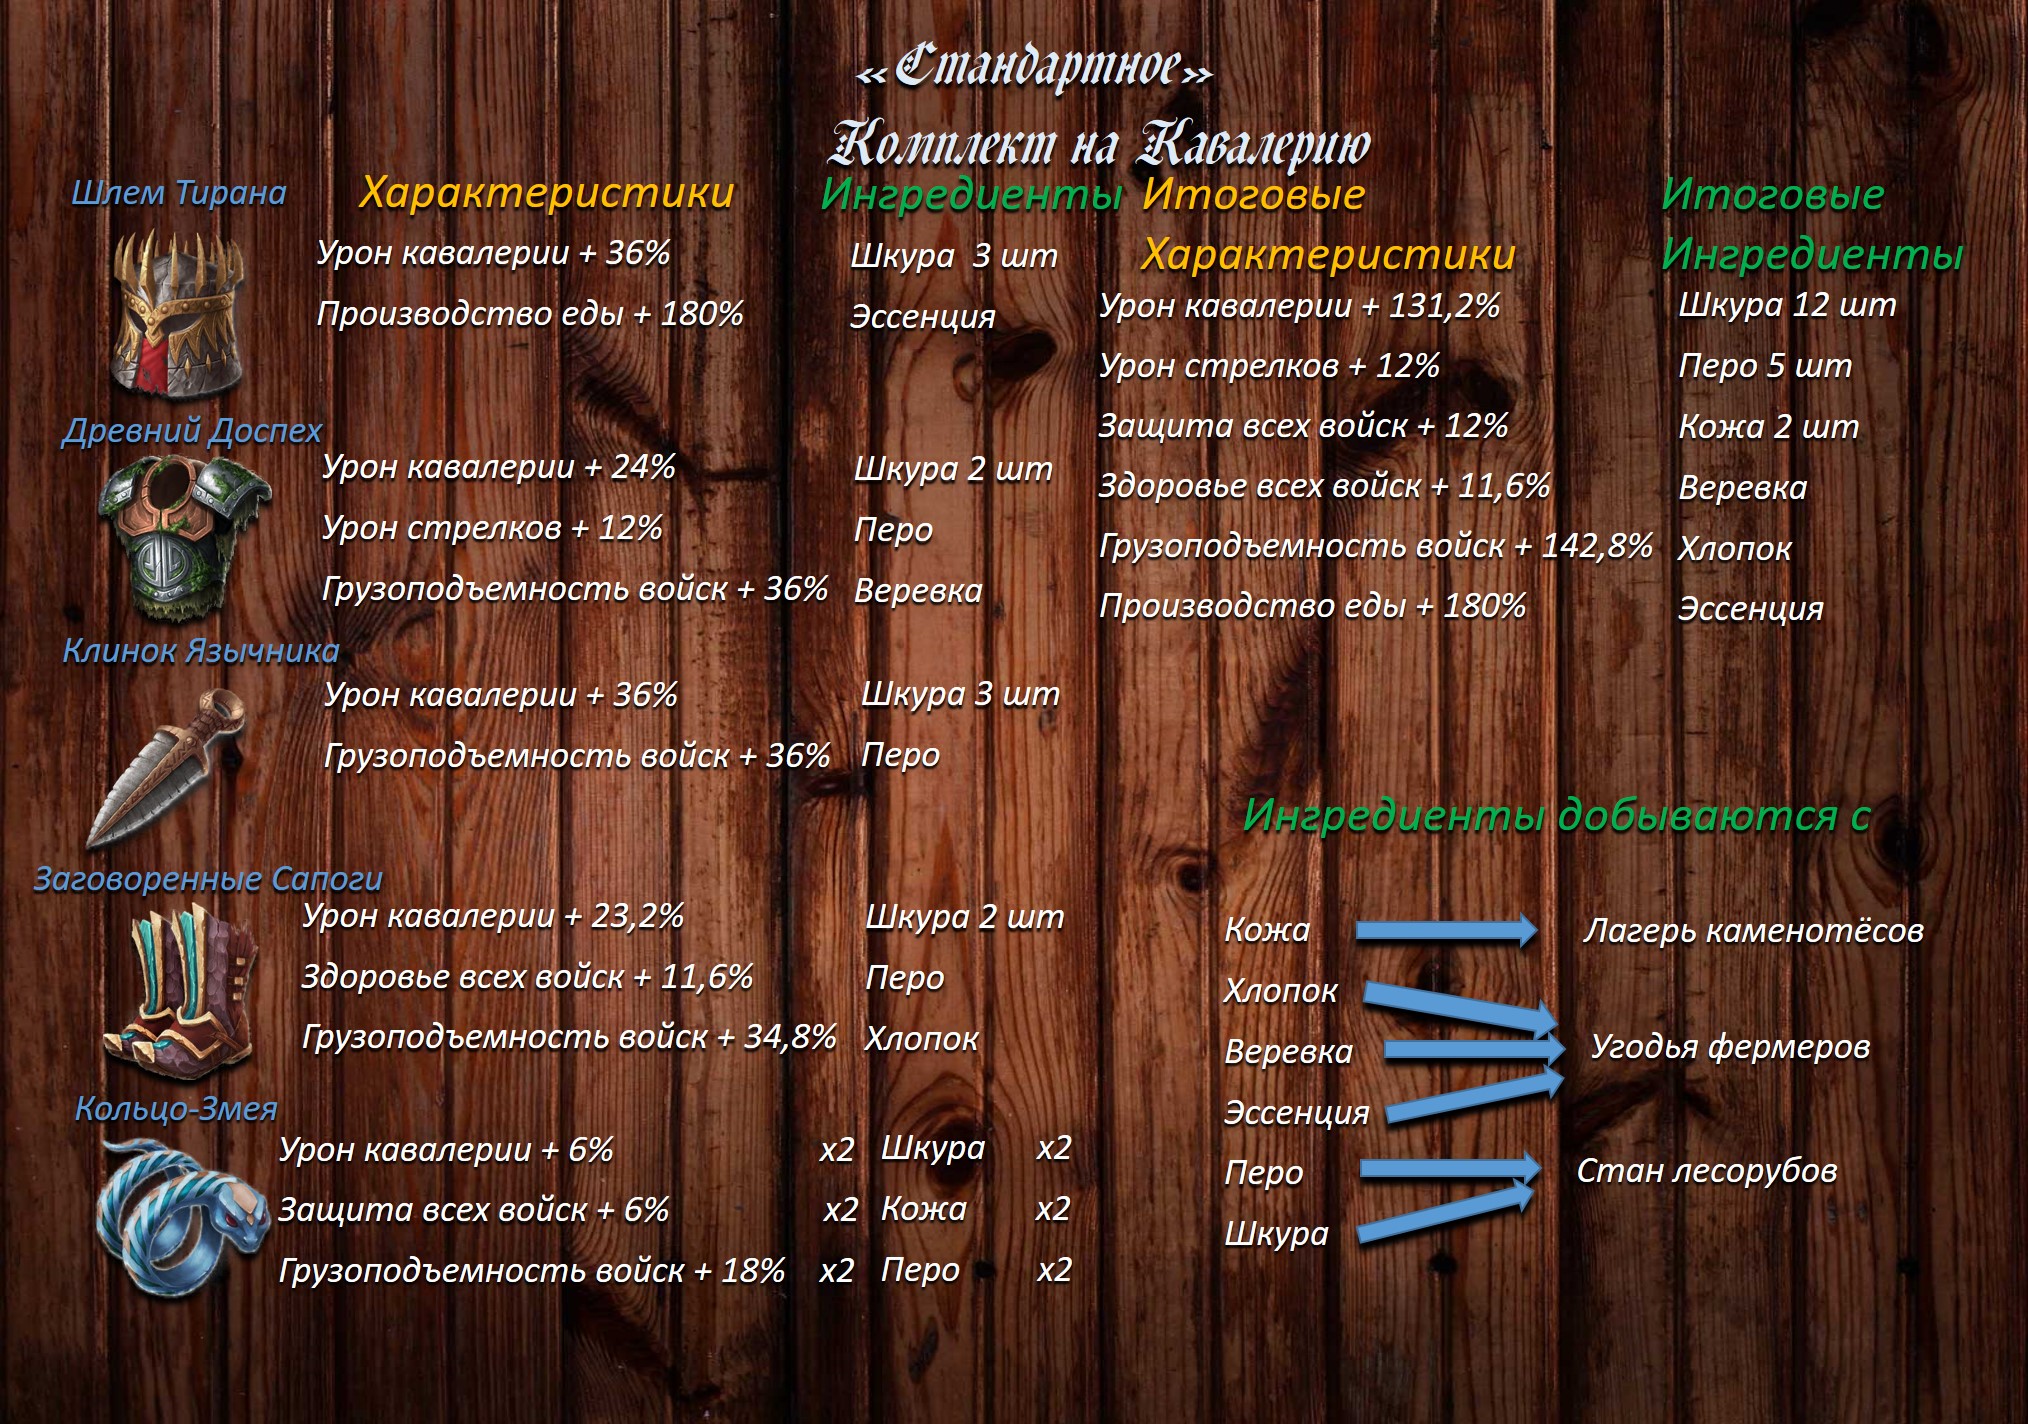 «Стандартное»
Комплект на Кавалерию
Шлем Тирана
Характеристики
Ингредиенты
Урон кавалерии + 36%
Шкура 3 шт
Производство еды + 180%
Эссенция
Древний Доспех
Урон кавалерии + 24%
Шкура 2 шт
Урон стрелков + 12%
Перо
Грузоподъемность войск + 36%
Веревка
Клинок Язычника
Урон кавалерии + 36%
Шкура 3 шт
Грузоподъемность войск + 36%
Перо
Заговоренные Сапоги
Урон кавалерии + 23,2%
Шкура 2 шт
Здоровье всех войск + 11,6%
Перо
Грузоподъемность войск + 34,8%
Хлопок
Кольцо-Змея
Урон кавалерии + 6% х2
Шкура х2
Защита всех войск + 6% х2
Кожа х2
Грузоподъемность войск + 18% х2
Перо х2
Итоговые
Характеристики
Урон кавалерии + 131,2%
Урон стрелков + 12%
Защита всех войск + 12%
Здоровье всех войск + 11,6%
Грузоподъемность войск + 142,8%
Производство еды + 180%
Итоговые
Ингредиенты
Шкура 12 шт
Перо 5 шт
Кожа 2 шт
Веревка
Хлопок
Эссенция
Ингредиенты добываются с
Кожа
Лагерь каменотёсов
Хлопок
Веревка
Угодья фермеров
Эссенция
Перо
Стан лесорубов
Шкура